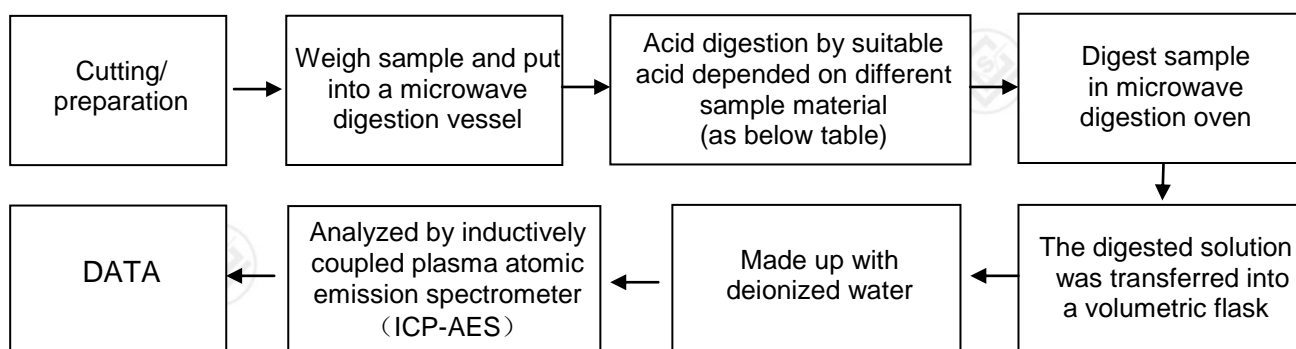 Cutting/
preparation
Weigh sample and put
into a microwave
digestion vessel
Acid digestion by suitable
acid depended on different
sample material
(as below table)
Digest sample
in microwave
digestion oven
The digested solution
was transferred into
a volumetric flask
Made up with
deionized water
Analyzed by inductively
coupled plasma atomic
emission spectrometer
（ICP-AES）
DATA